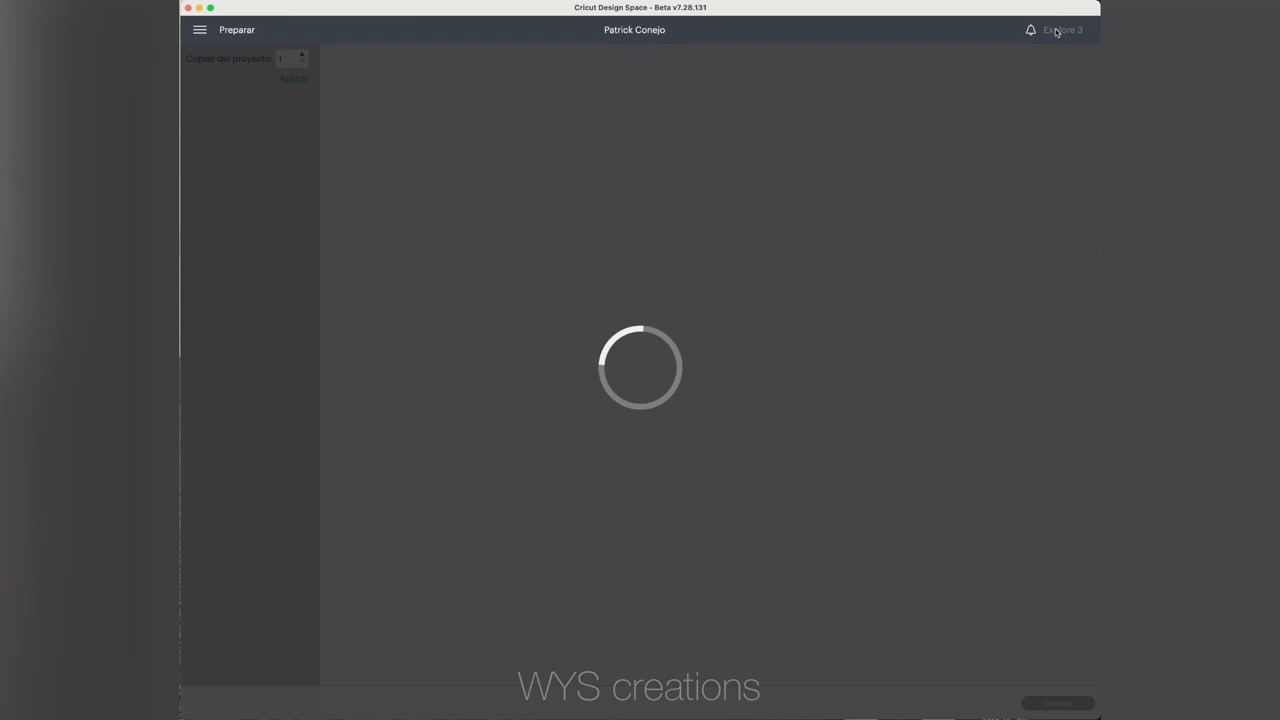 Cricut Design Space - Beta v7.28.131
Preparar
Patrick Conejo
Explore 3
Copias del proyecto: 1
Aplicar
WYS creations